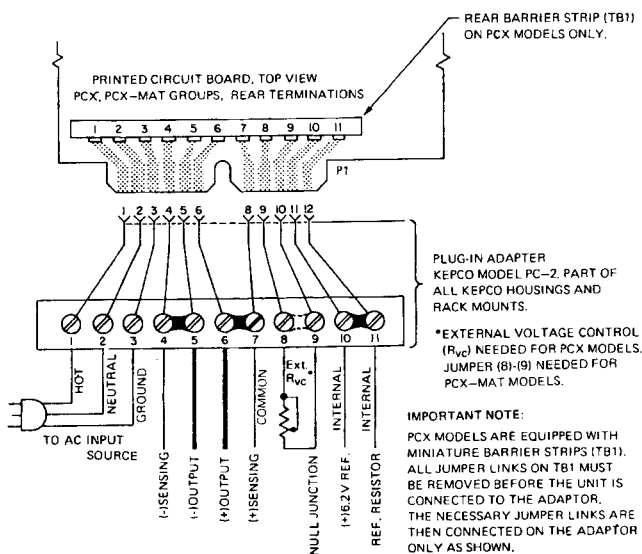 REAR BARRIER STRIP (TB1)
ON PCX MODELS ONLY.
PRINTED CIRCUIT BOARD, TOP VIEW
PCX, PCX-MAT GROUPS, REAR TERMINATIONS
1 2 3 4 5 6 7 8 9 10 11
P1
1 2 3 4 5 6 8 9 10 11 12
PLUG-IN ADAPTER
KEPCO MODEL PC-2, PART OF
ALL KEPCO HOUSINGS AND
RACK MOUNTS.
*EXTERNAL VOLTAGE CONTROL
(Rvc) NEEDED FOR PCX MODELS.
JUMPER (8)-(9) NEEDED FOR
PCX-MAT MODELS.
1 2 3 4 5 6 7 8 9 10 11
HOT
NEUTRAL
GROUND
TO AC INPUT
SOURCE
(-)SENSING
(-)OUTPUT
(+)OUTPUT
(+)SENSING
COMMON
Ext.
Rvc*
NULL JUNCTION
INTERNAL
(+)6.2V REF.
INTERNAL
REF. RESISTOR
IMPORTANT NOTE:
PCX MODELS ARE EQUIPPED WITH
MINIATURE BARRIER STRIPS (TB1).
ALL JUMPER LINKS ON TB1 MUST
BE REMOVED BEFORE THE UNIT IS
CONNECTED TO THE ADAPTOR.
THE NECESSARY JUMPER LINKS ARE
THEN CONNECTED ON THE ADAPTOR
ONLY AS SHOWN.